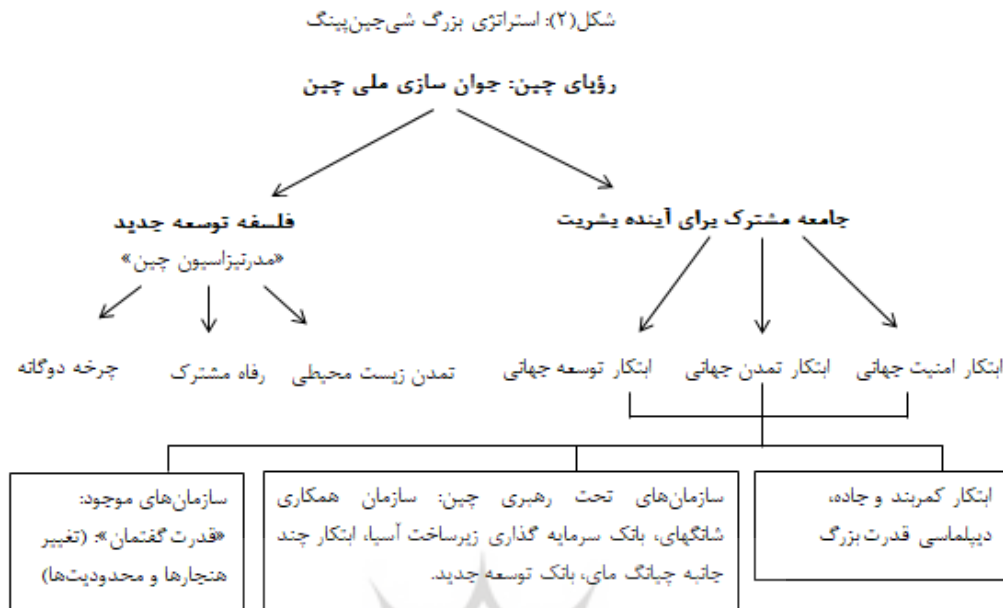 شکل(۲): استراتژی بزرگ شی‌جین‌پینگ
رؤیای چین: جوان سازی ملی چین
جامعه مشترک برای آینده بشریت
فلسفه توسعه جدید
«مدرنیزاسیون چین»
ابتکار امنیت جهانی
ابتکار تمدن جهانی
ابتکار توسعه جهانی
تمدن زیست محیطی
رفاه مشترک
چرخه دوگانه
ابتکار کمربند و جاده،
دیپلماسی قدرت بزرگ
سازمان‌های تحت رهبری چین: سازمان همکاری
شانگهای، بانک سرمایه گذاری زیرساخت آسیا، ابتکار چند
جانبه چیانگ مای، بانک توسعه جدید.
سازمان‌های موجود:
«قدرت گفتمان»: (تغییر
هنجارها و محدودیت‌ها)